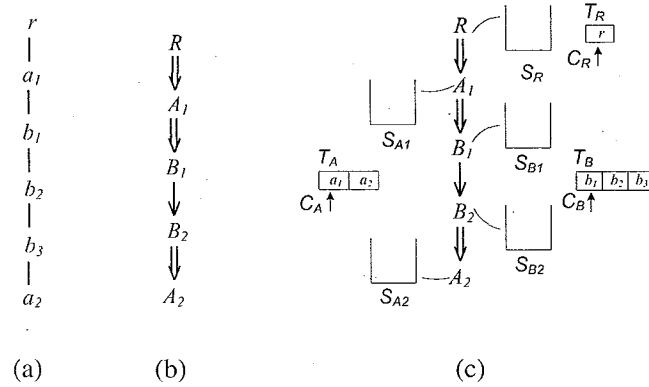 r
a1
b1
b2
b3
a2
(a)
R
A1
B1
B2
A2
(b)
R
A1
B1
B2
A2
SR
TR
r
CR
SA1
SB1
TA
a1 a2
CA
TB
b1 b2 b3
CB
SB2
SA2
(c)